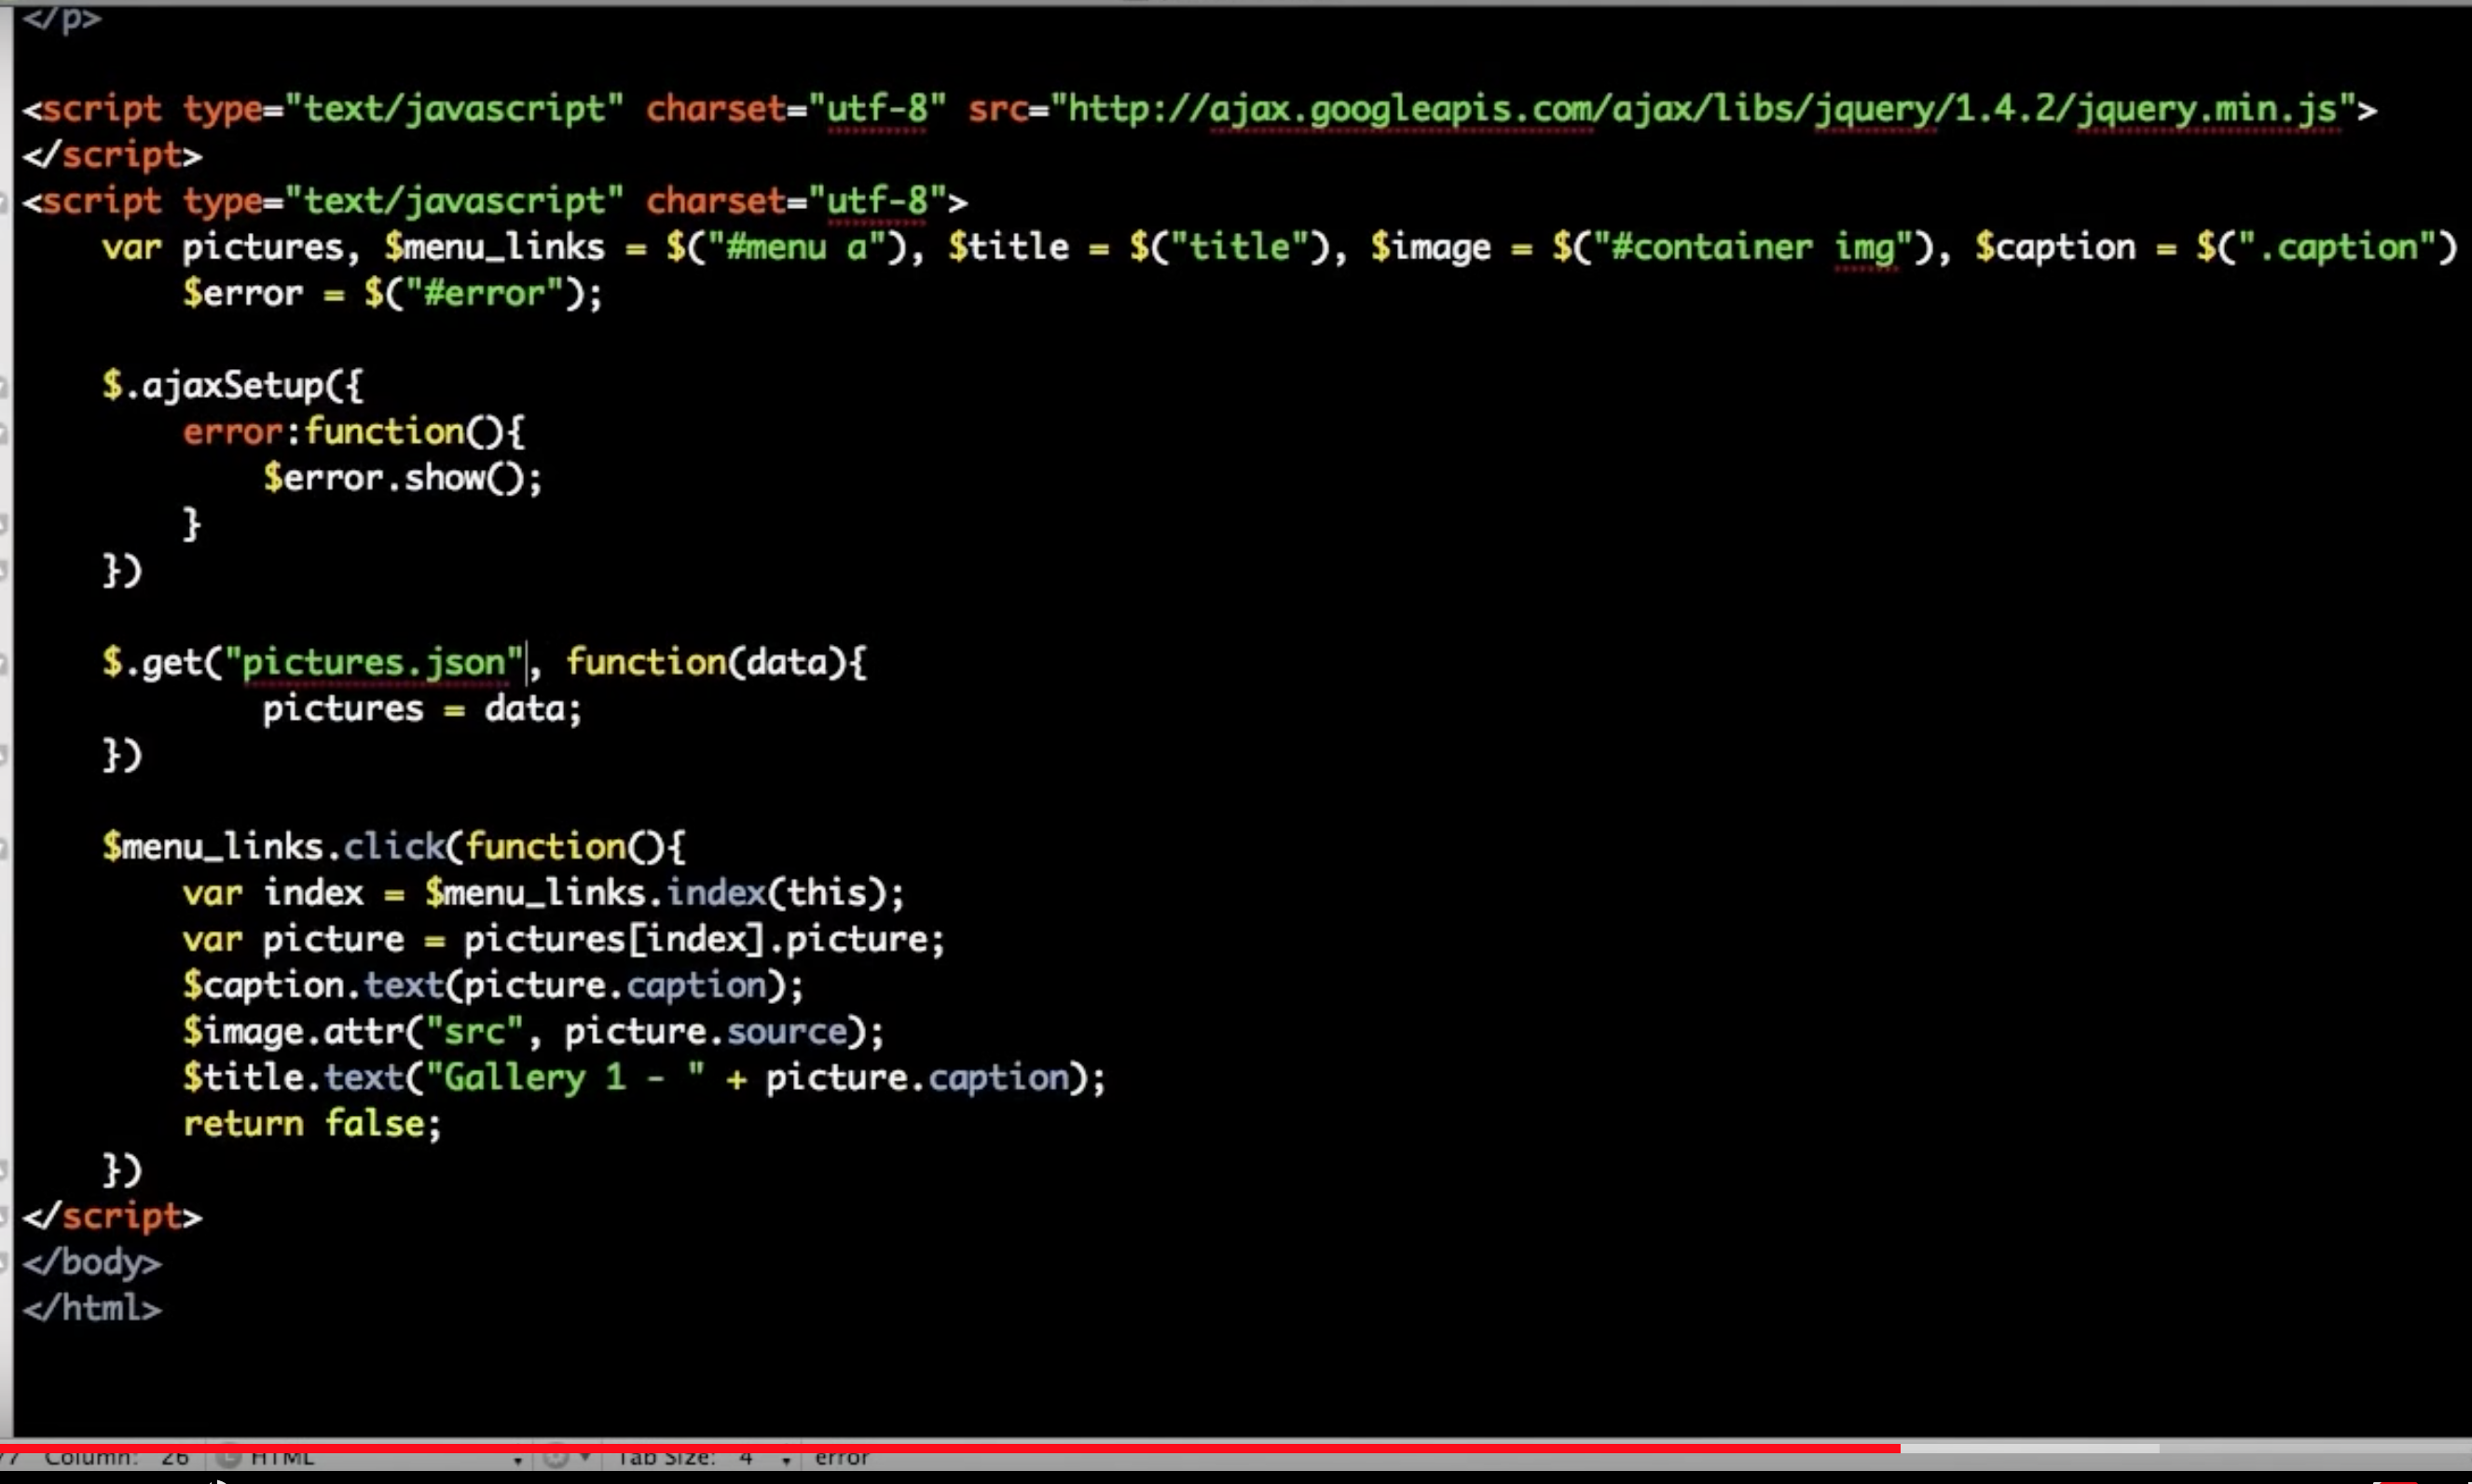 </p>
<script type="text/javascript" charset="utf-8" src="http://ajax.googleapis.com/ajax/libs/jquery/1.4.2/jquery.min.js">
</script>
<script type="text/javascript" charset="utf-8">
    var pictures, $menu_links = $("#menu a"), $title = $("title"), $image = $("#container img"), $caption = $(".caption")
        $error = $("#error");
    $.ajaxSetup({
        error:function(){
            $error.show();
        }
    })
    $.get("pictures.json", function(data){
            pictures = data;
    })
    $menu_links.click(function(){
        var index = $menu_links.index(this);
        var picture = pictures[index].picture;
        $caption.text(picture.caption);
        $image.attr("src", picture.source);
        $title.text("Gallery 1 - " + picture.caption);
        return false;
    })
</script>
</body>
</html>
Column: 26 HTML Tab Size: 4 error